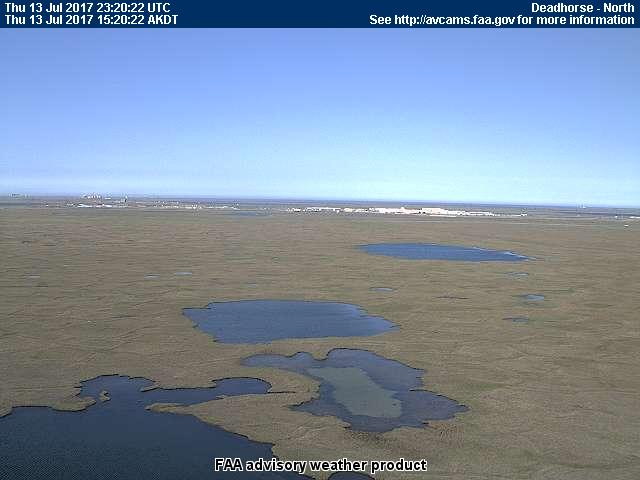 Thu 13 Jul 2017 23:20:22 UTC
Deadhorse - North
Thu 13 Jul 2017 15:20:22 AKDT
See http://avcams.faa.gov for more information
FAA advisory weather product